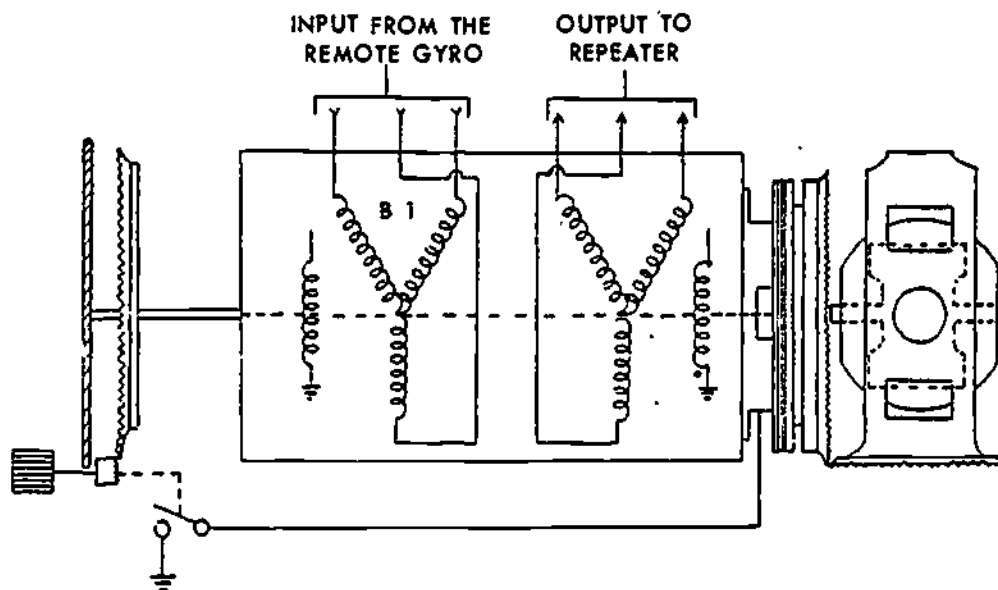 INPUT FROM THE
REMOTE GYRO
OUTPUT TO
REPEATER
B 1